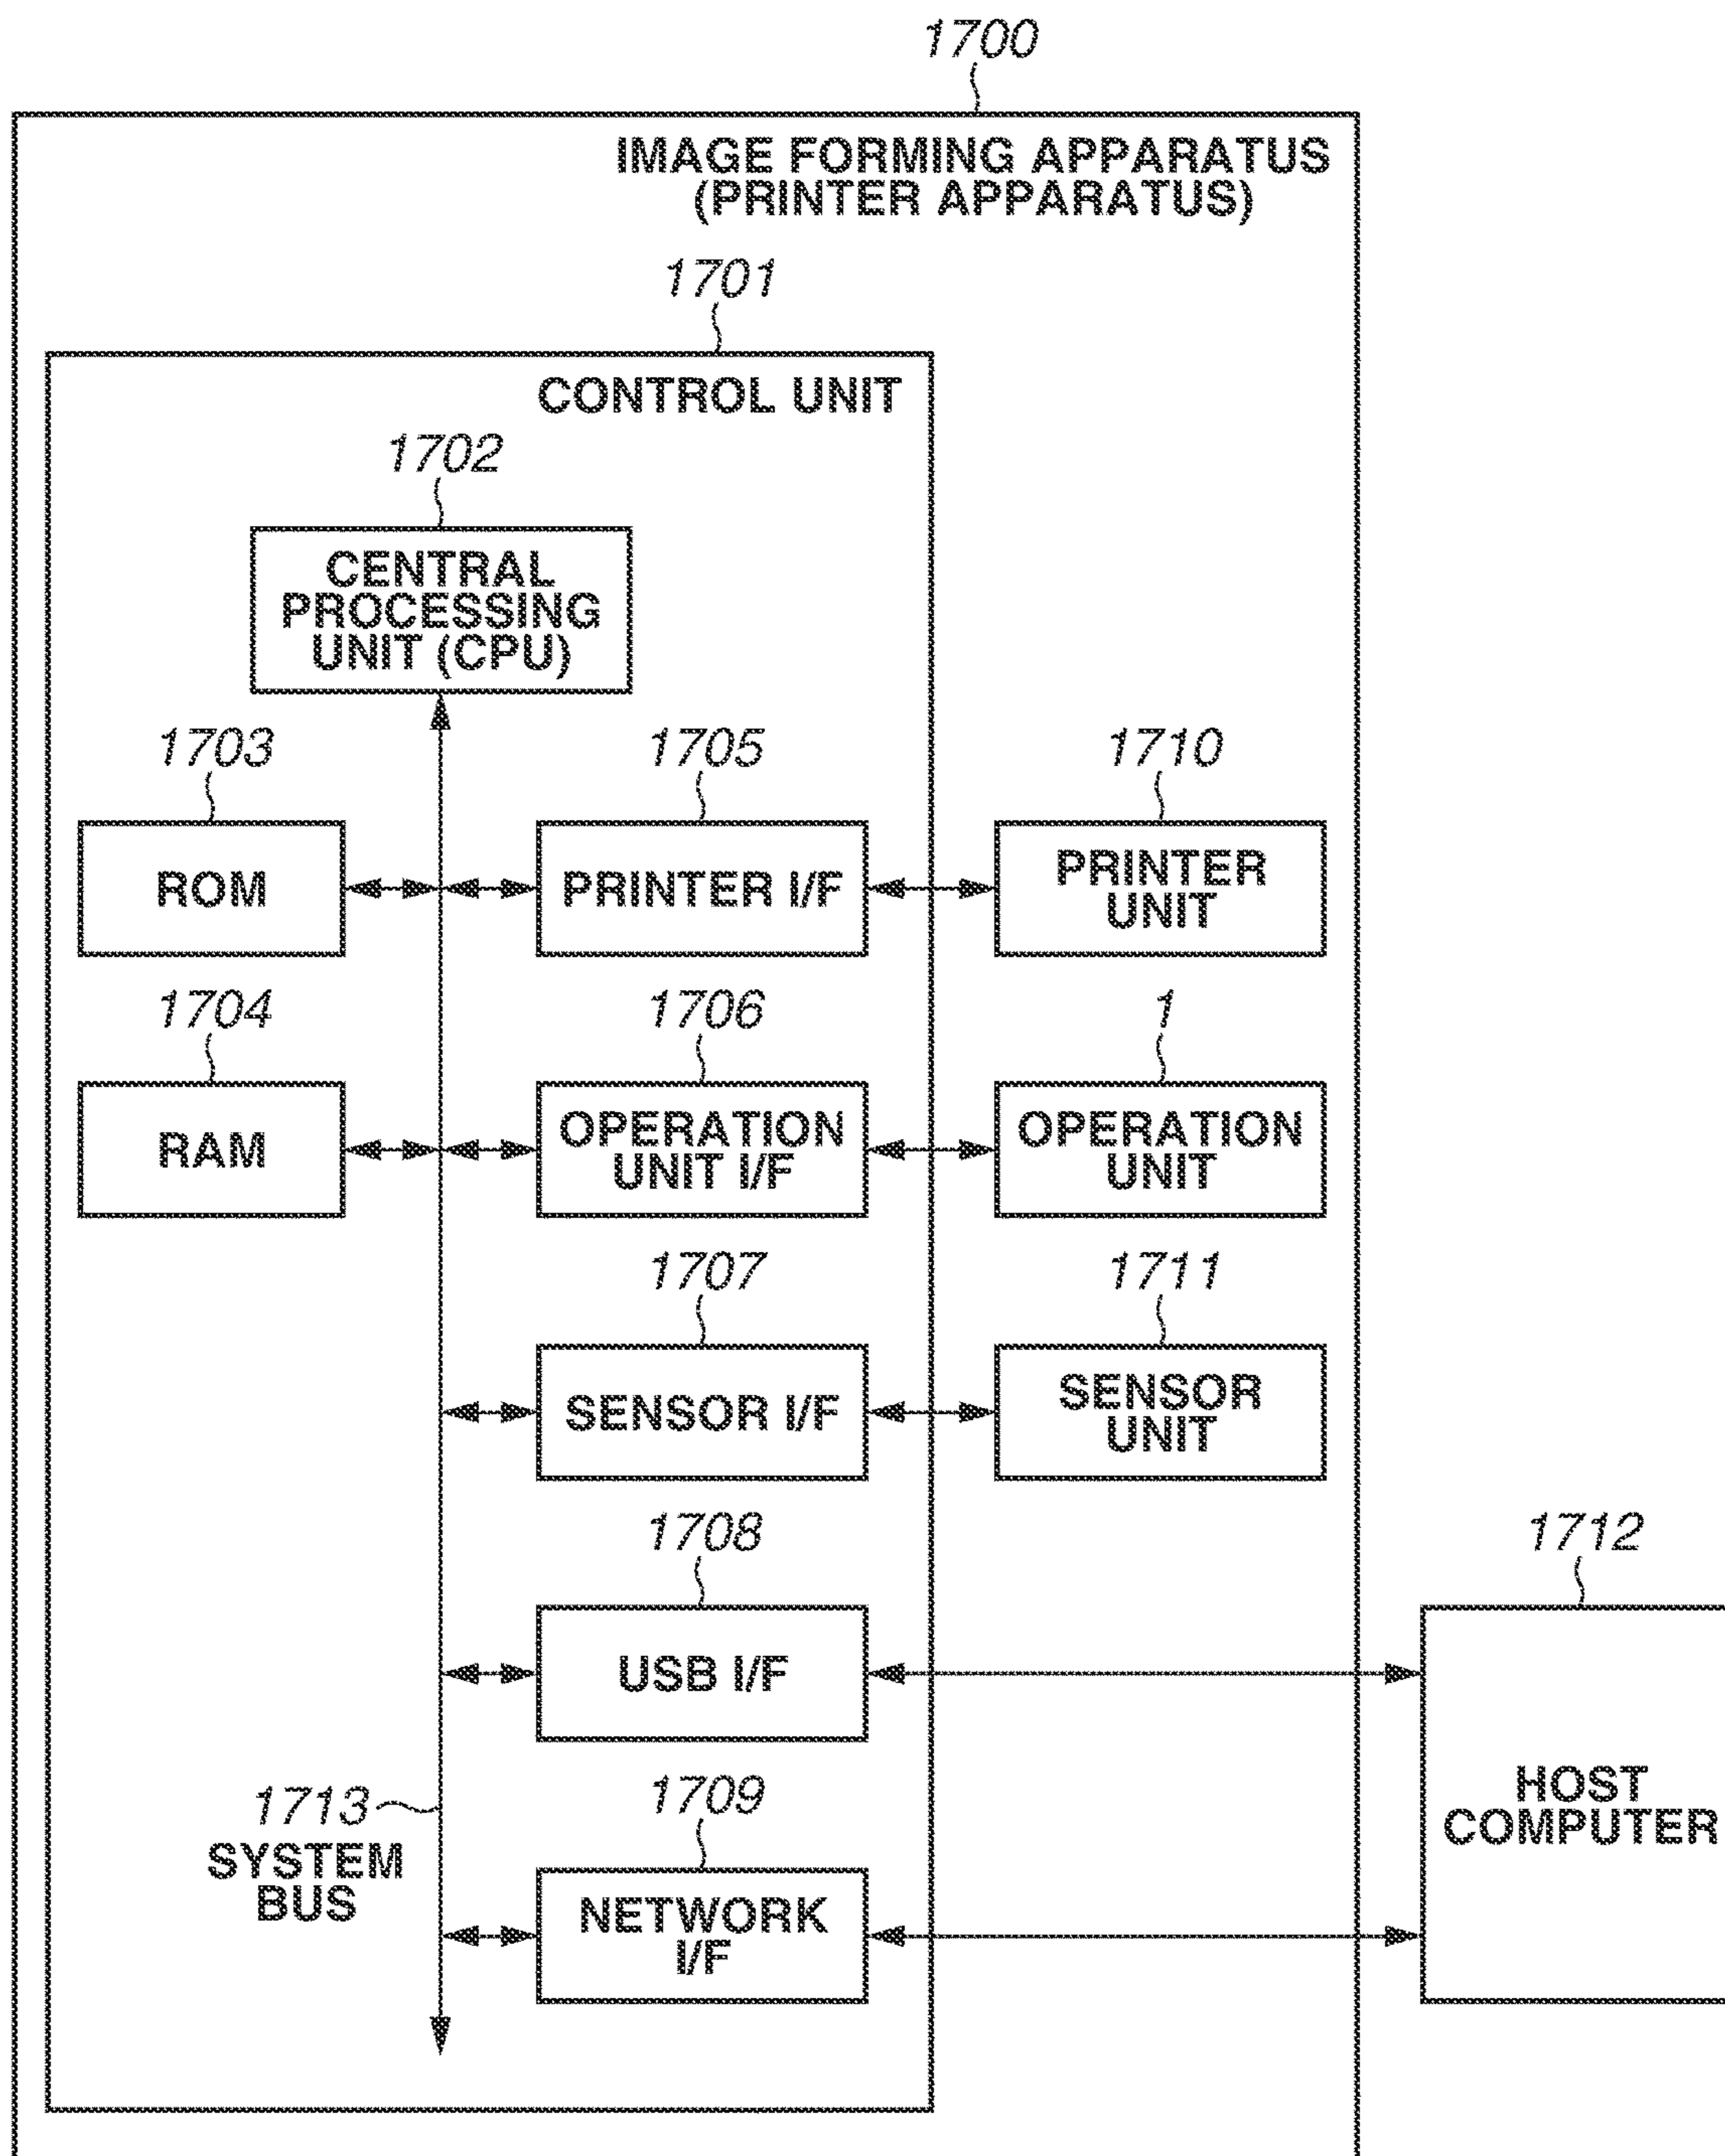 1700
IMAGE FORMING APPARATUS
(PRINTER APPARATUS)
1701
CONTROL UNIT
1702
CENTRAL
PROCESSING
UNIT (CPU)
1703
1705
1710
ROM
PRINTER I/F
PRINTER
UNIT
1704
1706
1
RAM
OPERATION
UNIT I/F
OPERATION
UNIT
1707
1711
SENSOR I/F
SENSOR
UNIT
1708
1712
USB I/F
HOST
COMPUTER
1713
SYSTEM
BUS
1709
NETWORK
I/F